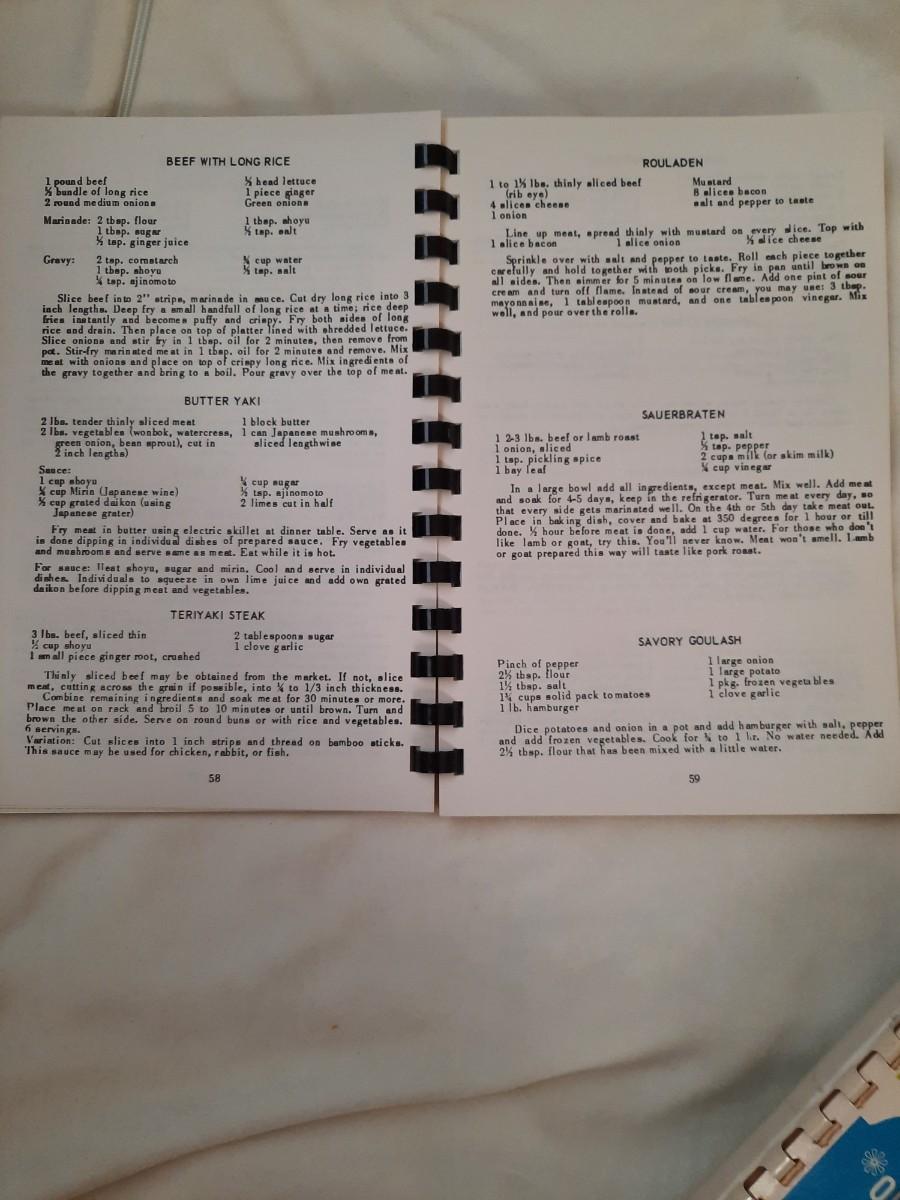 BEEF WITH LONG RICE
1 pound beef ½ head lettuce
½ bundle of long rice 1 piece ginger
2 round medium onions Green onions
Marinade: 2 tbsp. flour 1 tbsp. shoyu
1 tbsp. sugar ½ tsp. salt
½ tsp. ginger juice
Gravy: 2 tsp. cornstarch ¾ cup water
1 tbsp. shoyu ½ tsp. salt
¼ tsp. ajinomoto
Slice beef into 2" strips, marinade in sauce. Cut dry long rice into 3
inch lengths. Deep fry a small handfull of long rice at a time; rice deep
fries instantly and becomes puffy and crispy. Fry both sides of long
rice and drain. Then place on top of platter lined with shredded lettuce.
Slice onions and stir fry in 1 tbsp. oil for 2 minutes, then remove from
pot. Stir-fry marinated meat in 1 tbsp. oil for 2 minutes and remove. Mix
meat with onions and place on top of crispy long rice. Mix ingredients of
the gravy together and bring to a boil. Pour gravy over the top of meat.
BUTTER YAKI
2 lbs. tender thinly sliced meat 1 block butter
2 lbs. vegetables (wonbok, watercress, 1 can Japanese mushrooms,
green onion, bean sprout), cut in sliced lengthwise
2 inch lengths)
Sauce:
1 cup shoyu ¼ cup sugar
¾ cup Mirin (Japanese wine) ½ tsp. ajinomoto
½ cup grated daikon (using 2 limes cut in half
Japanese grater)
Fry meat in butter using electric skillet at dinner table. Serve as it
is done dipping in individual dishes of prepared sauce. Fry vegetables
and mushrooms and serve same as meat. Eat while it is hot.
For sauce: Heat shoyu, sugar and mirin. Cool and serve in individual
dishes. Individuals to squeeze in own lime juice and add own grated
daikon before dipping meat and vegetables.
TERIYAKI STEAK
3 lbs. beef, sliced thin 2 tablespoons sugar
½ cup shoyu 1 clove garlic
1 small piece ginger root, crushed
Thinly sliced beef may be obtained from the market. If not, slice
meat, cutting across the grain if possible, into ¼ to 1/3 inch thickness.
Combine remaining ingredients and soak meat for 30 minutes or more.
Place meat on rack and broil 5 to 10 minutes or until brown. Turn and
brown the other side. Serve on round buns or with rice and vegetables.
6 servings.
Variation: Cut slices into 1 inch strips and thread on bamboo sticks.
This sauce may be used for chicken, rabbit, or fish.
58
ROULADEN
1 to 1½ lbs. thinly sliced beef Mustard
(rib eye) 8 slices bacon
4 slices cheese salt and pepper to taste
1 onion
Line up meat, spread thinly with mustard on every slice. Top with
1 slice bacon 1 slice onion ½ slice cheese
Sprinkle over with salt and pepper to taste. Roll each piece together
carefully and hold together with tooth picks. Fry in pan until brown on
all sides. Then simmer for 5 minutes on low flame. Add one pint of sour
cream and turn off flame. Instead of sour cream, you may use: 3 tbsp.
mayonnaise, 1 tablespoon mustard, and one tablespoon vinegar. Mix
well, and pour over the rolls.
SAUERBRATEN
1 2-3 lbs. beef or lamb roast 1 tsp. salt
1 onion, sliced ½ tsp. pepper
1 tsp. pickling spice 2 cups milk (or skim milk)
1 bay leaf ¼ cup vinegar
In a large bowl add all ingredients, except meat. Mix well. Add meat
and soak for 4-5 days, keep in the refrigerator. Turn meat every day, so
that every side gets marinated well. On the 4th or 5th day take meat out.
Place in baking dish, cover and bake at 350 degrees for 1 hour or till
done. ½ hour before meat is done, add 1 cup water. For those who don't
like lamb or goat, try this. You'll never know. Meat won't smell. Lamb
or goat prepared this way will taste like pork roast.
SAVORY GOULASH
Pinch of pepper 1 large onion
2½ tbsp. flour 1 large potato
1½ tbsp. salt 1 pkg. frozen vegetables
1¾ cups solid pack tomatoes 1 clove garlic
1 lb. hamburger
Dice potatoes and onion in a pot and add hamburger with salt, pepper
and add frozen vegetables. Cook for ¾ to 1 hr. No water needed. Add
2½ tbsp. flour that has been mixed with a little water.
59